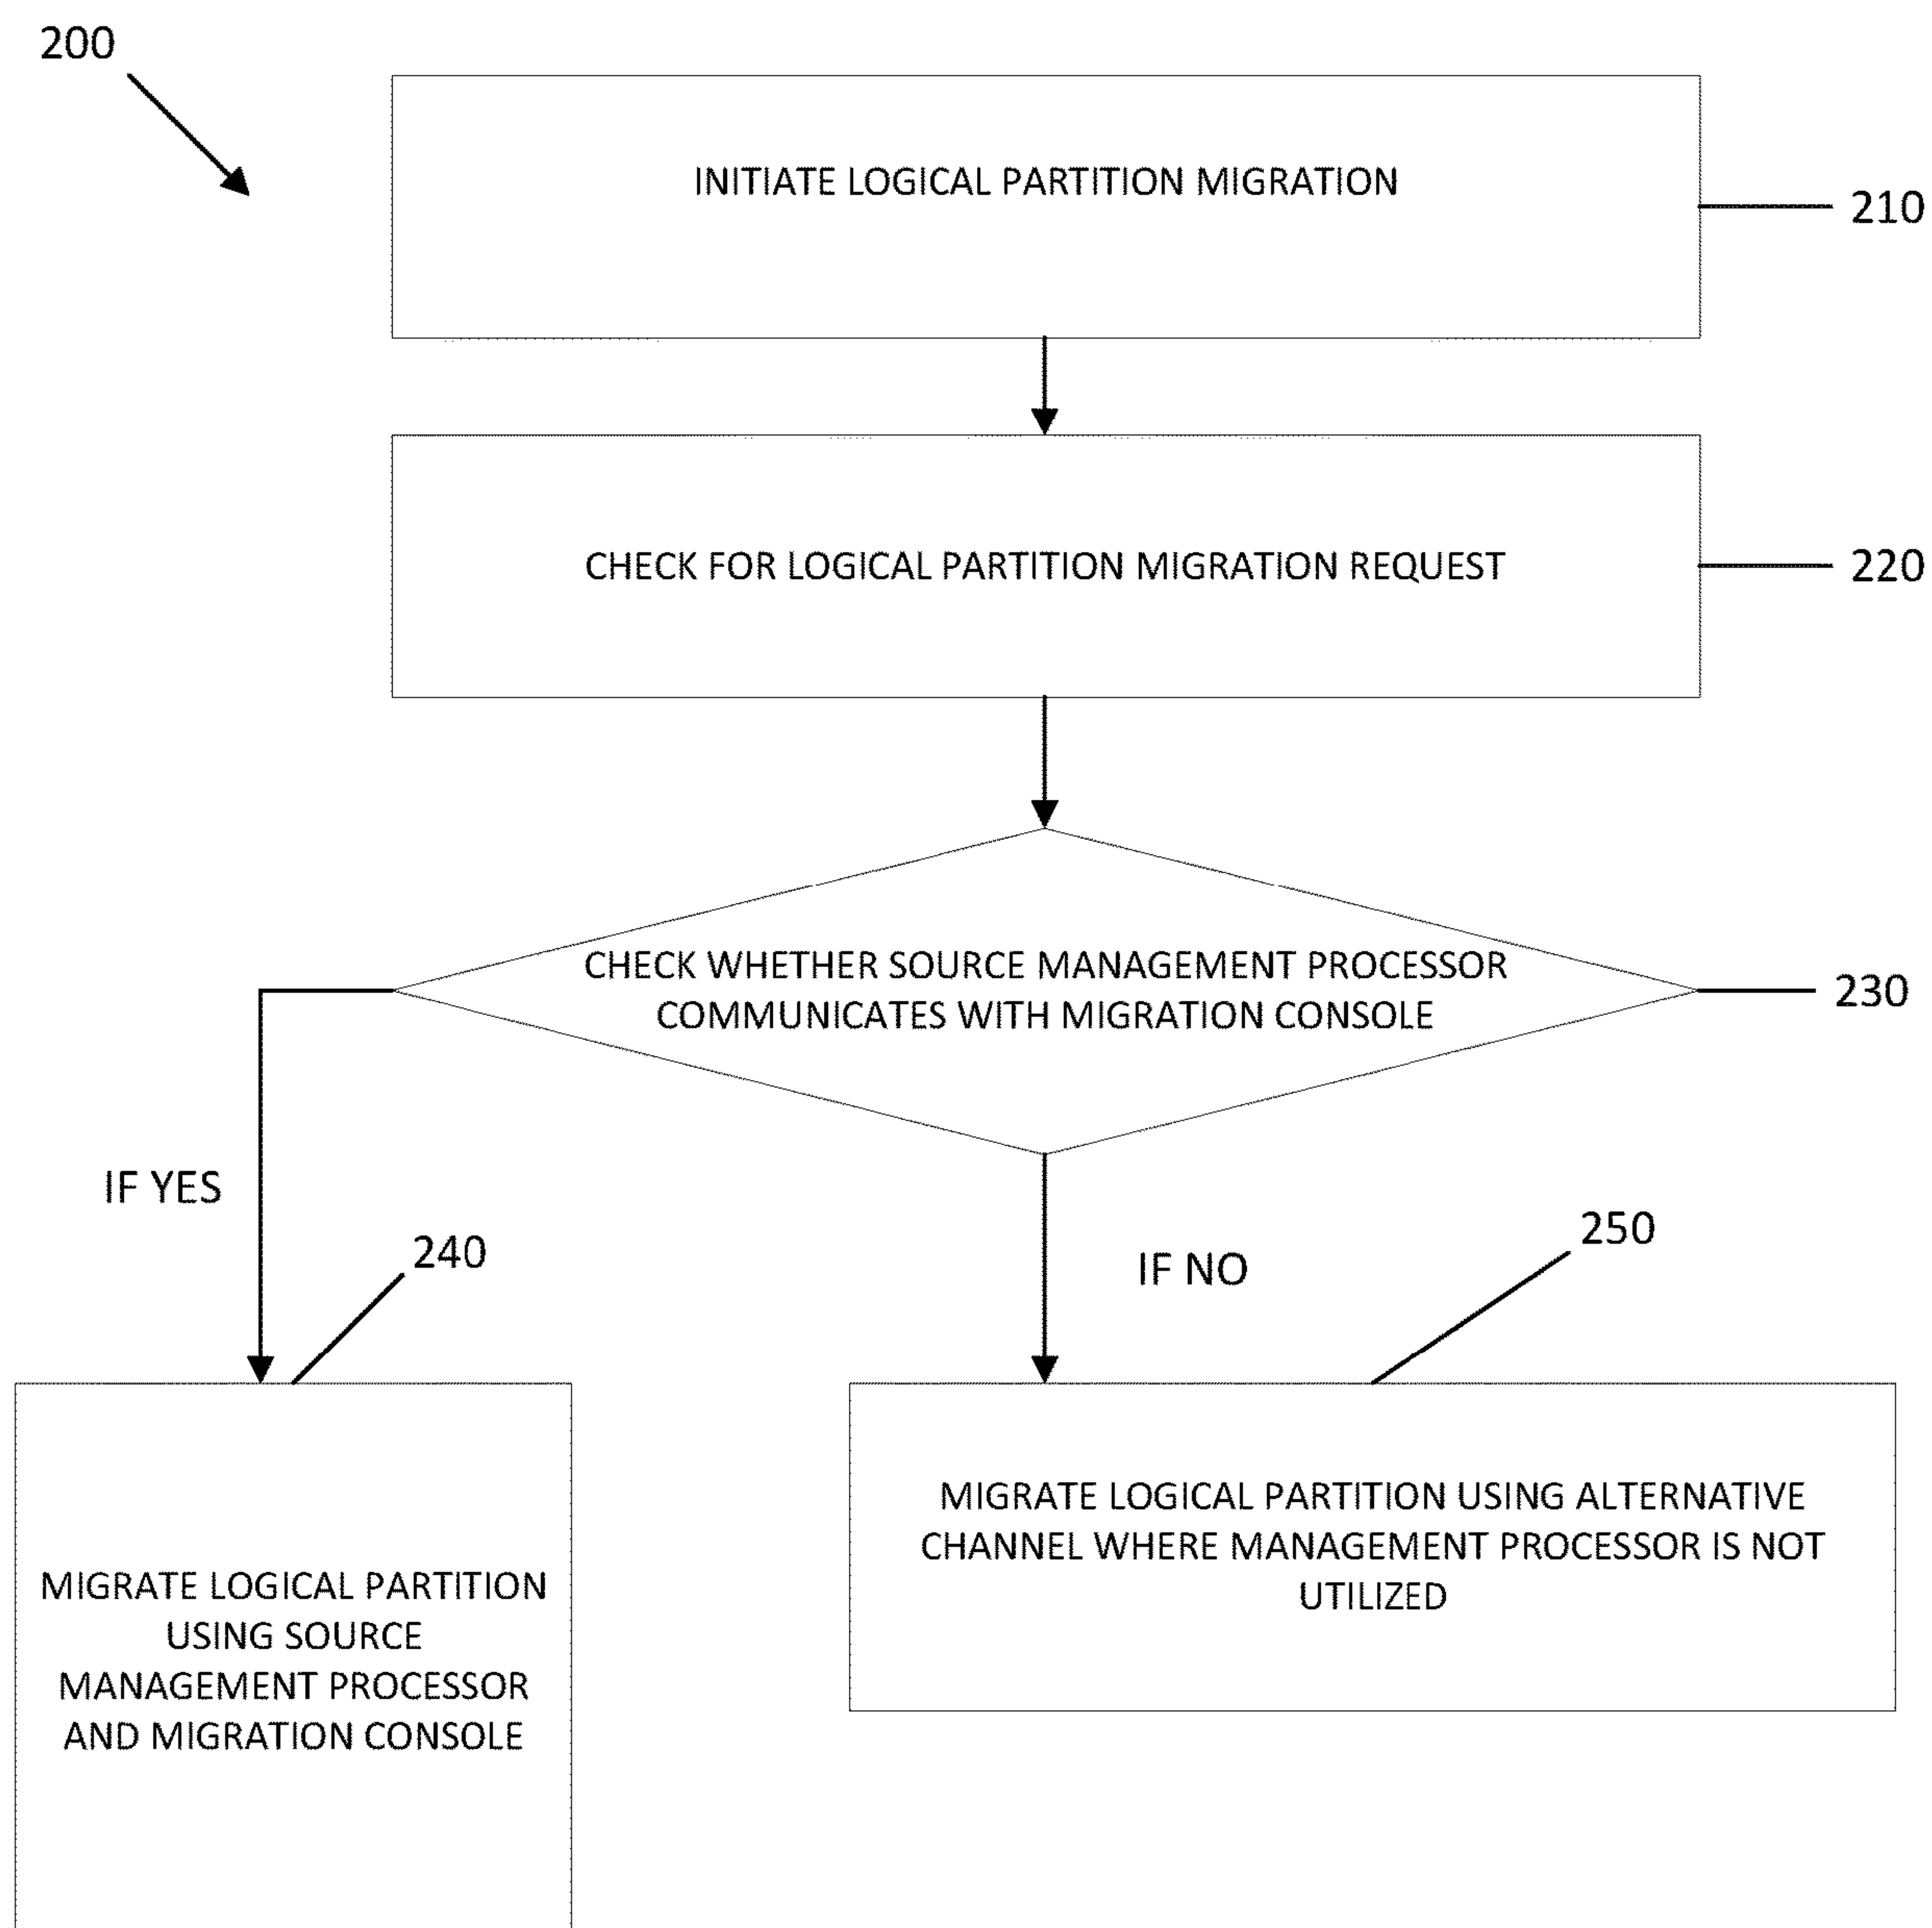 200
INITIATE LOGICAL PARTITION MIGRATION
210
CHECK FOR LOGICAL PARTITION MIGRATION REQUEST
220
CHECK WHETHER SOURCE MANAGEMENT PROCESSOR
COMMUNICATES WITH MIGRATION CONSOLE
230
IF YES
240
IF NO
250
MIGRATE LOGICAL PARTITION
USING SOURCE
MANAGEMENT PROCESSOR
AND MIGRATION CONSOLE
MIGRATE LOGICAL PARTITION USING ALTERNATIVE
CHANNEL WHERE MANAGEMENT PROCESSOR IS NOT
UTILIZED